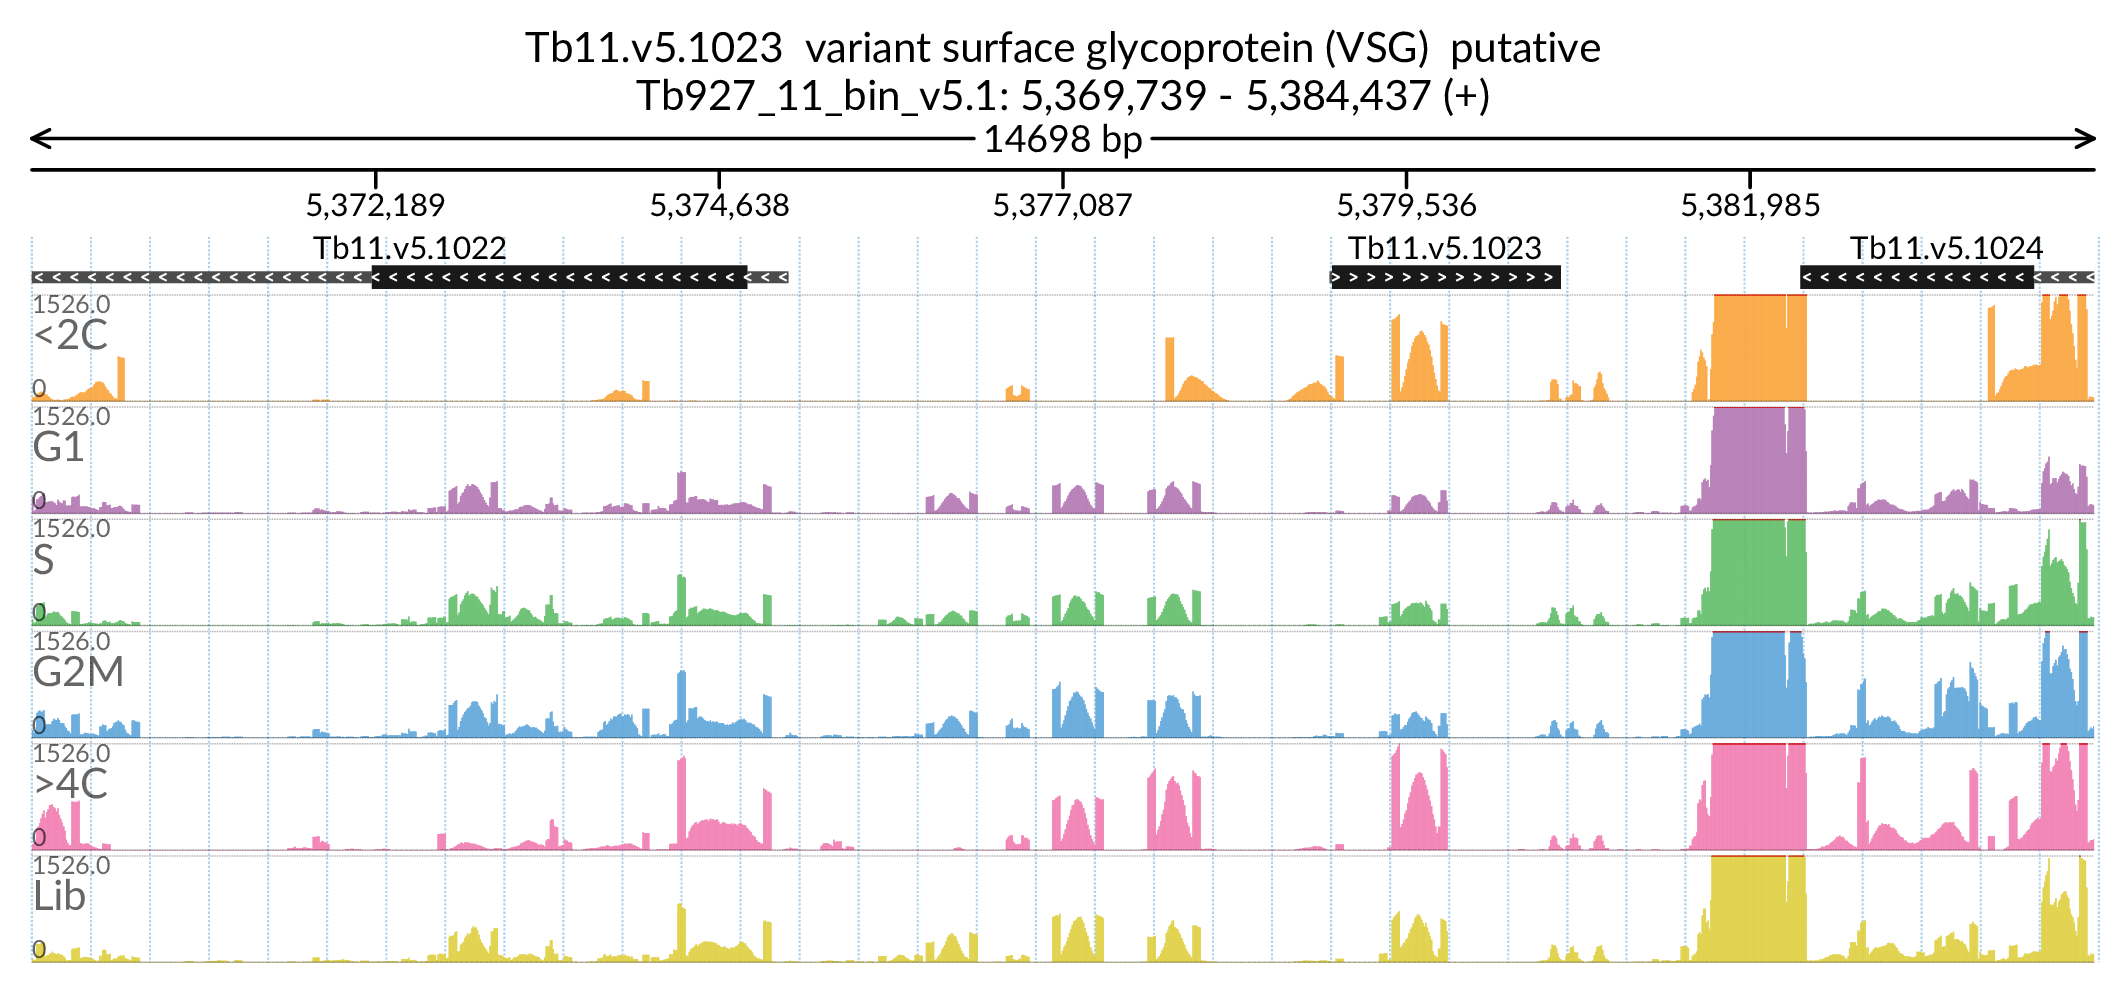 Tb11.v5.1023 variant surface glycoprotein (VSG) putative
Tb927_11_bin_v5.1: 5,369,739 - 5,384,437 (+)
14698 bp
5,372,189 5,374,638 5,377,087 5,379,536 5,381,985
Tb11.v5.1022 Tb11.v5.1023 Tb11.v5.1024
1526.0
<2C
0
1526.0
G1
0
1526.0
S
0
1526.0
G2M
0
1526.0
>4C
0
1526.0
Lib
0